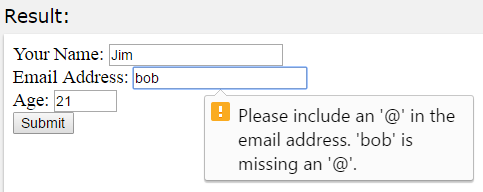 Result:
Your Name: Jim
Email Address: bob
Age: 21
Submit
Please include an '@' in the
email address. 'bob' is
missing an '@'.